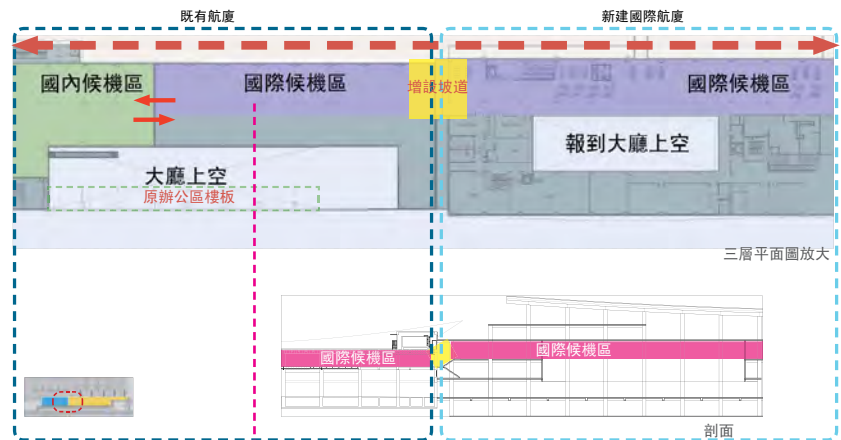 既有航廈
新建國際航廈
國內候機區
國際候機區
增設坡道
國際候機區
報到大廳上空
大廳上空
原辦公區樓板
三層平面圖放大
國際候機區
國際候機區
剖面